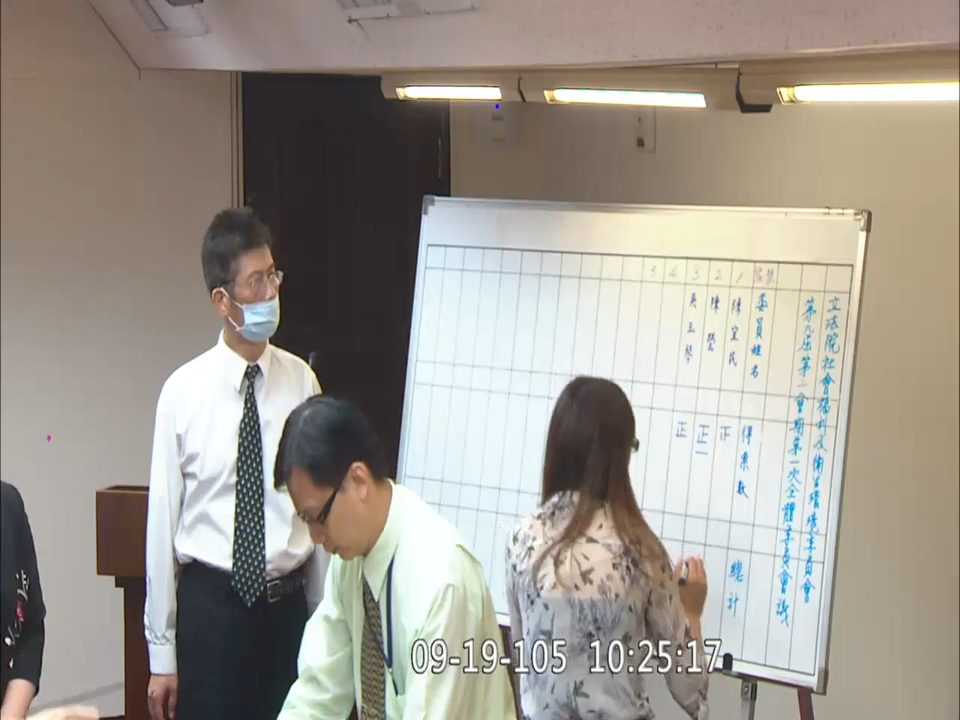 立法院社會福利及衛生環境委員會
第九屆第二會期第一次全體委員會議
編號 委員姓名 得票數 總計
1 陳宜民 正
2 陳瑩 正一
3 吳玉琴 正
4
5
09-19-105 10:25:17